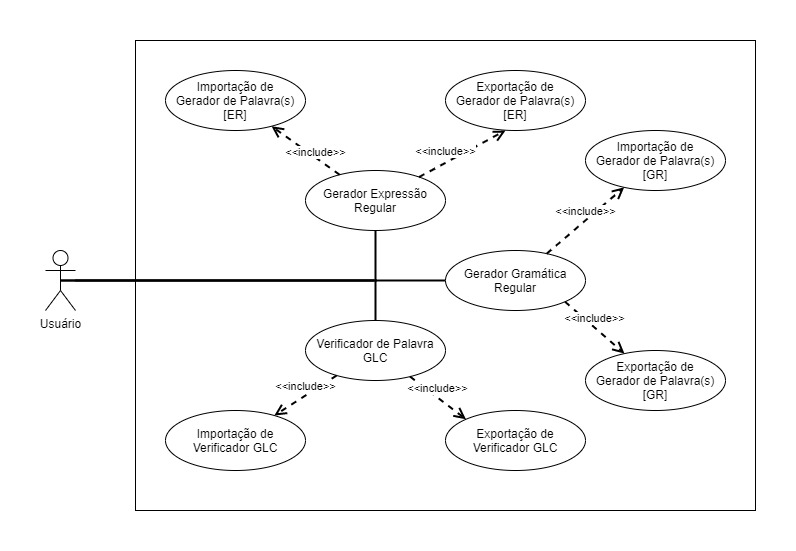 Importação de
Gerador de Palavra(s)
[ER]
Exportação de
Gerador de Palavra(s)
[ER]
<<include>>
<<include>>
Importação de
Gerador de Palavra(s)
[GR]
Gerador Expressão
Regular
<<include>>
Gerador Gramática
Regular
Usuário
<<include>>
Verificador de Palavra
GLC
Exportação de
Gerador de Palavra(s)
[GR]
<<include>>
<<include>>
Importação de
Verificador GLC
Exportação de
Verificador GLC